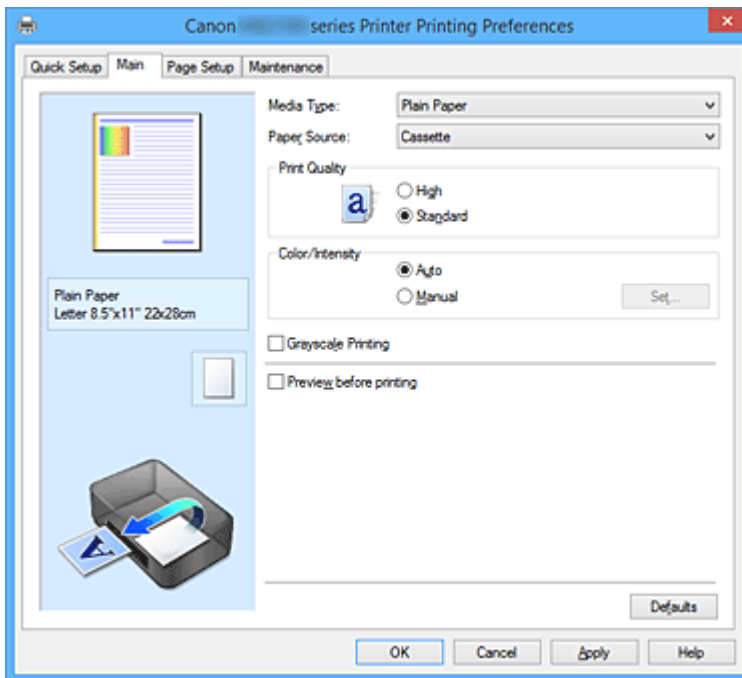 Canon series Printer Printing Preferences
Quick Setup Main Page Setup Maintenance
Media Type: Plain Paper
Paper Source: Cassette
Print Quality
a
High
Standard
Color/Intensity
Auto
Manual Set...
Plain Paper
Letter 8.5"x11" 22x28cm
Grayscale Printing
Preview before printing
A
Defaults
OK Cancel Apply Help